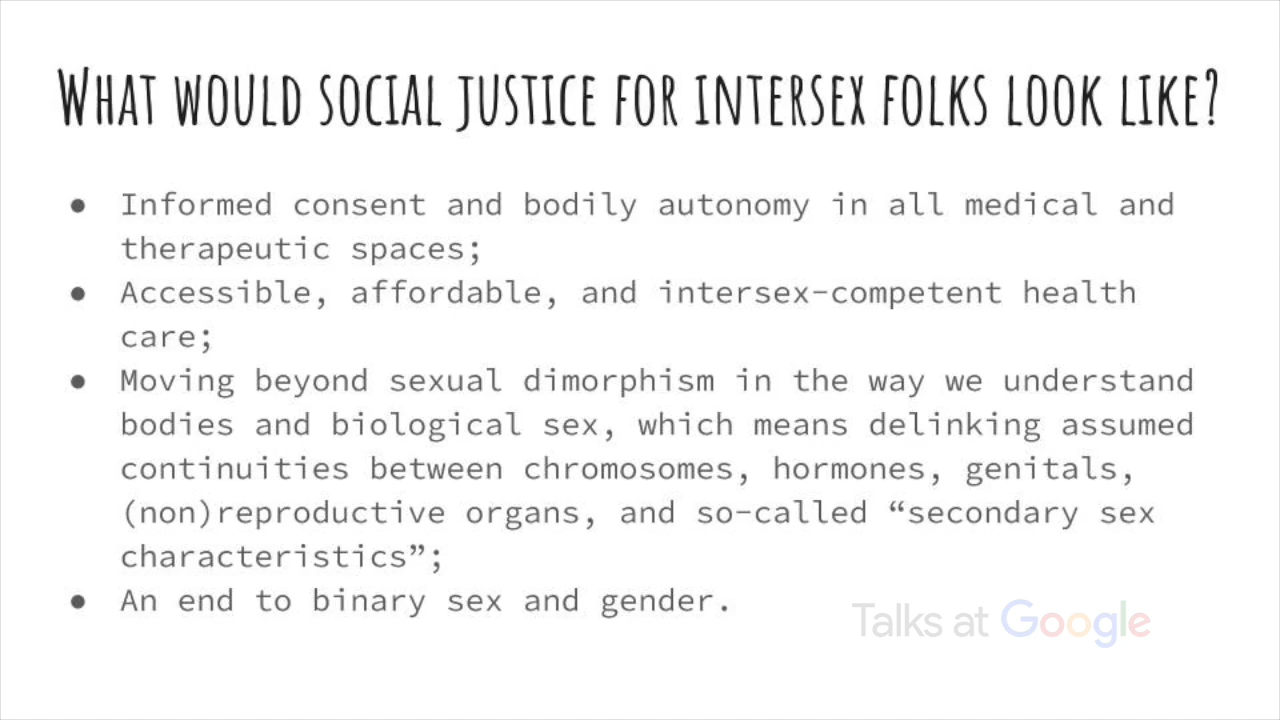 What would social justice for intersex folks look like?
● Informed consent and bodily autonomy in all medical and
therapeutic spaces;
● Accessible, affordable, and intersex-competent health
care;
● Moving beyond sexual dimorphism in the way we understand
bodies and biological sex, which means delinking assumed
continuities between chromosomes, hormones, genitals,
(non)reproductive organs, and so-called “secondary sex
characteristics”;
● An end to binary sex and gender.
Talks at Google